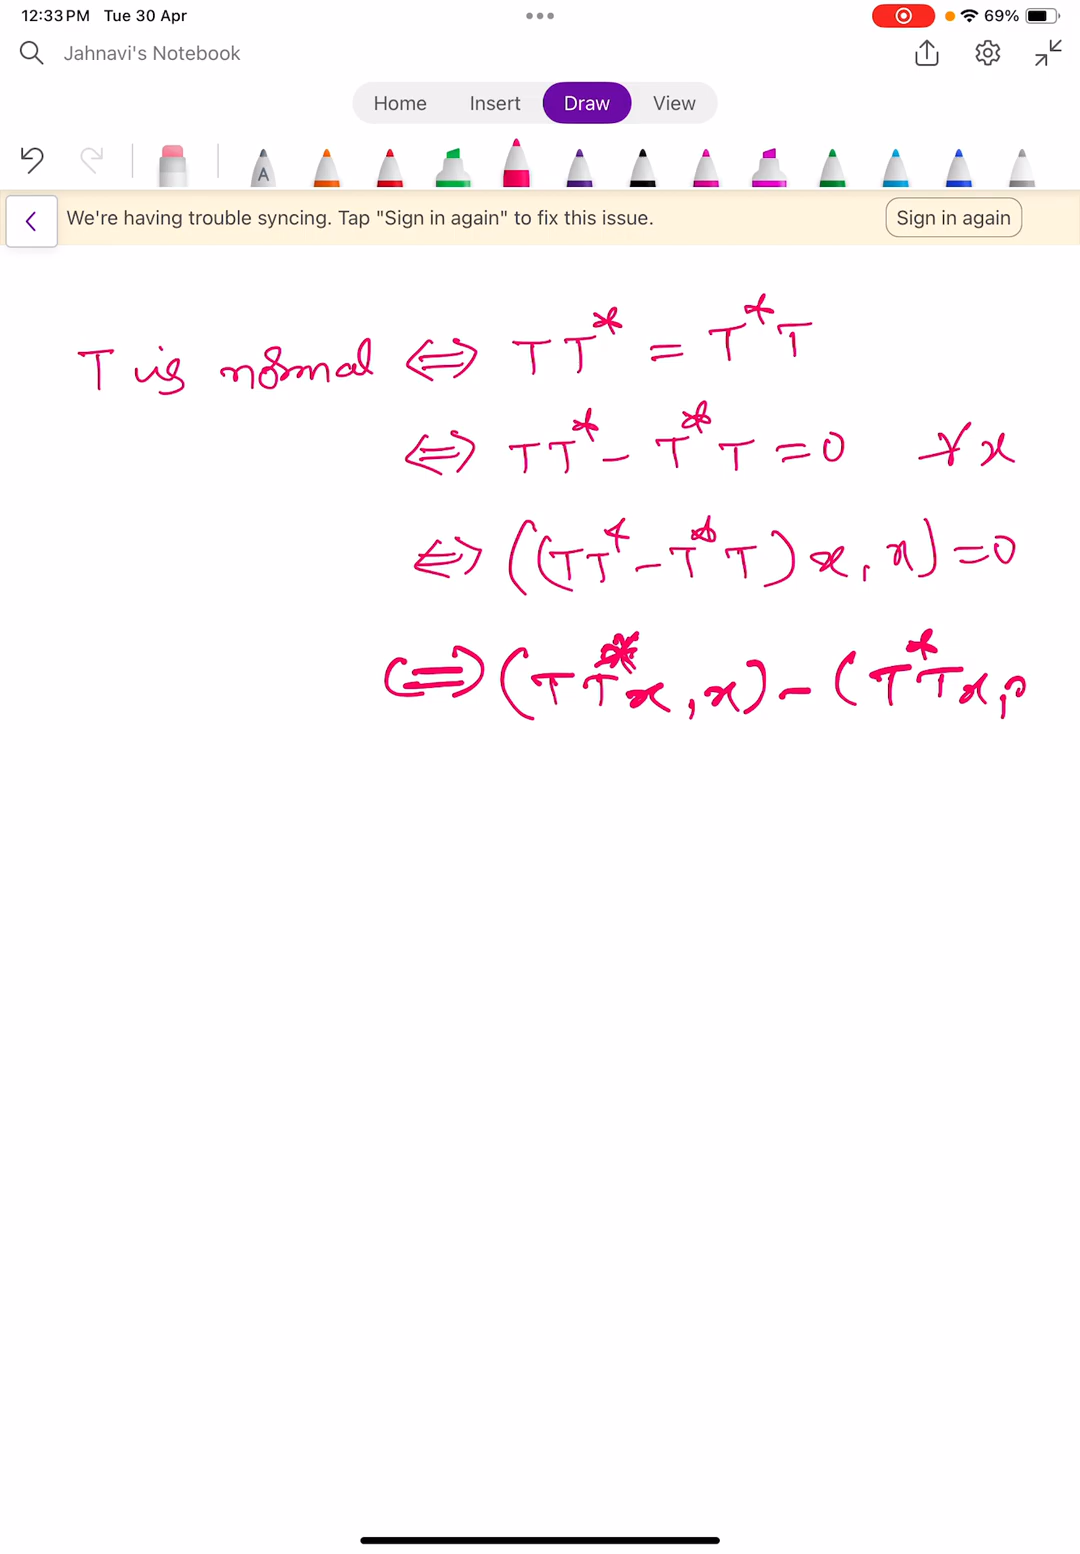 12:33 PM Tue 30 Apr
69%
Jahnavi's Notebook
Home Insert Draw View
A
We're having trouble syncing. Tap "Sign in again" to fix this issue.
Sign in again
T is normal ⇔ TT* = T*T
⇔ TT* - T*T = 0 ∀x
⇔ ((TT* - T*T)x, x) = 0
⇔ (TT*x, x) - (T*Tx,